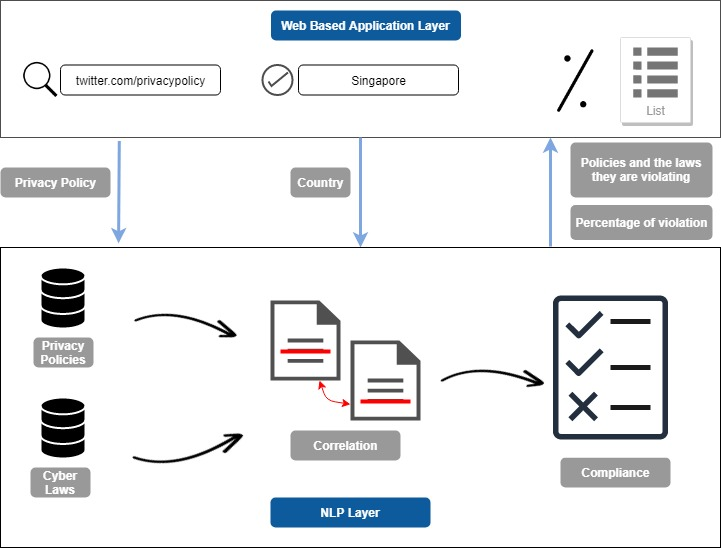 Web Based Application Layer
twitter.com/privacypolicy
Singapore
List
Privacy Policy
Country
Policies and the laws
they are violating
Percentage of violation
Privacy
Policies
Cyber
Laws
Correlation
Compliance
NLP Layer